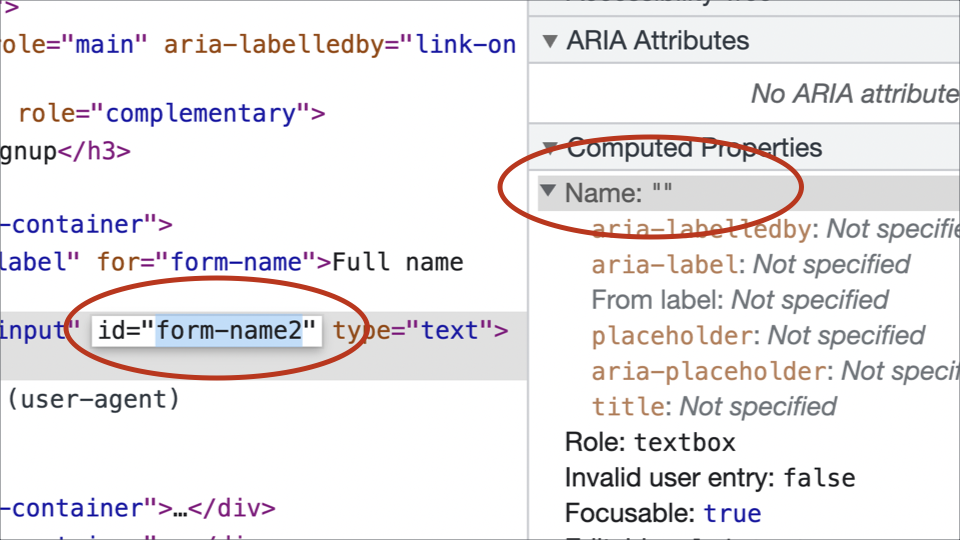 ">
role="main" aria-labelledby="link-on
role="complementary">
gnup</h3>
-container">
label" for="form-name">Full name
input" id="form-name2" type="text">
(user-agent)
-container">…</div>
ARIA Attributes
No ARIA attribute
Computed Properties
Name: ""
aria-labelledby: Not specifie
aria-label: Not specified
From label: Not specified
placeholder: Not specified
aria-placeholder: Not specif
title: Not specified
Role: textbox
Invalid user entry: false
Focusable: true